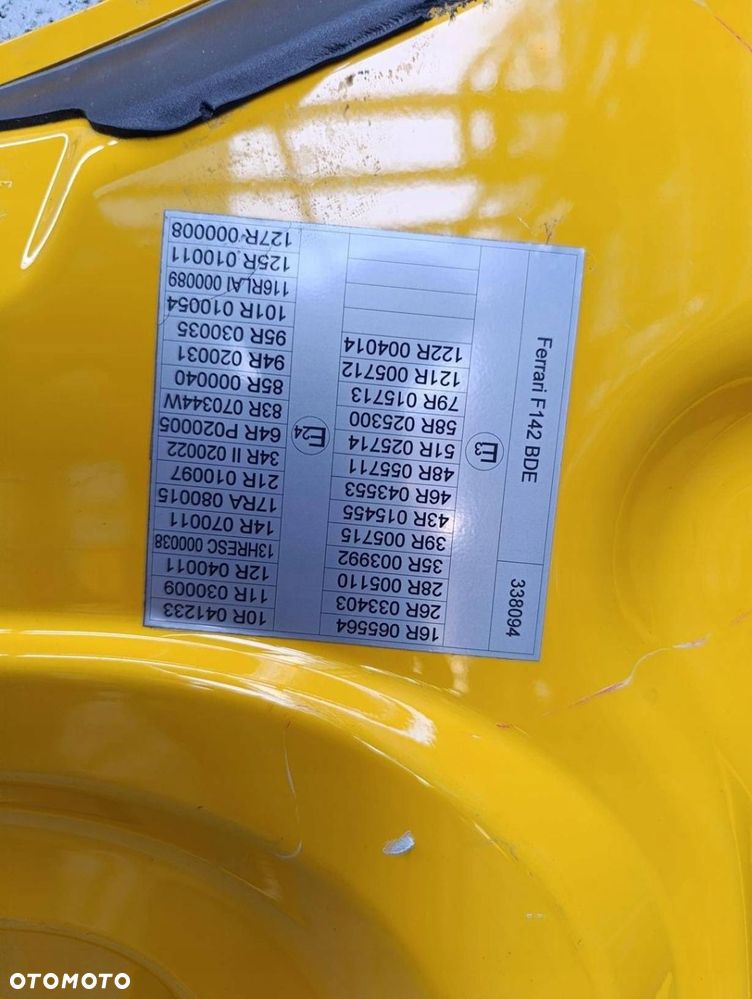 Ferrari F142 BDE
338094
E3
16R 065564
26R 033403
28R 005110
35R 003992
39R 005715
43R 015455
46R 043553
48R 055711
51R 025714
58R 025300
79R 015713
121R 005712
122R 004014
E24
10R 041233
11R 030009
12R 040011
13HRESC 000038
14R 070011
17RA 080015
21R 010097
34R II 020022
64R P020005
83R 070344W
85R 000040
94R 020031
95R 030035
101R 010054
116RLAI 000089
125R 010011
127R 000008
OTOMOTO